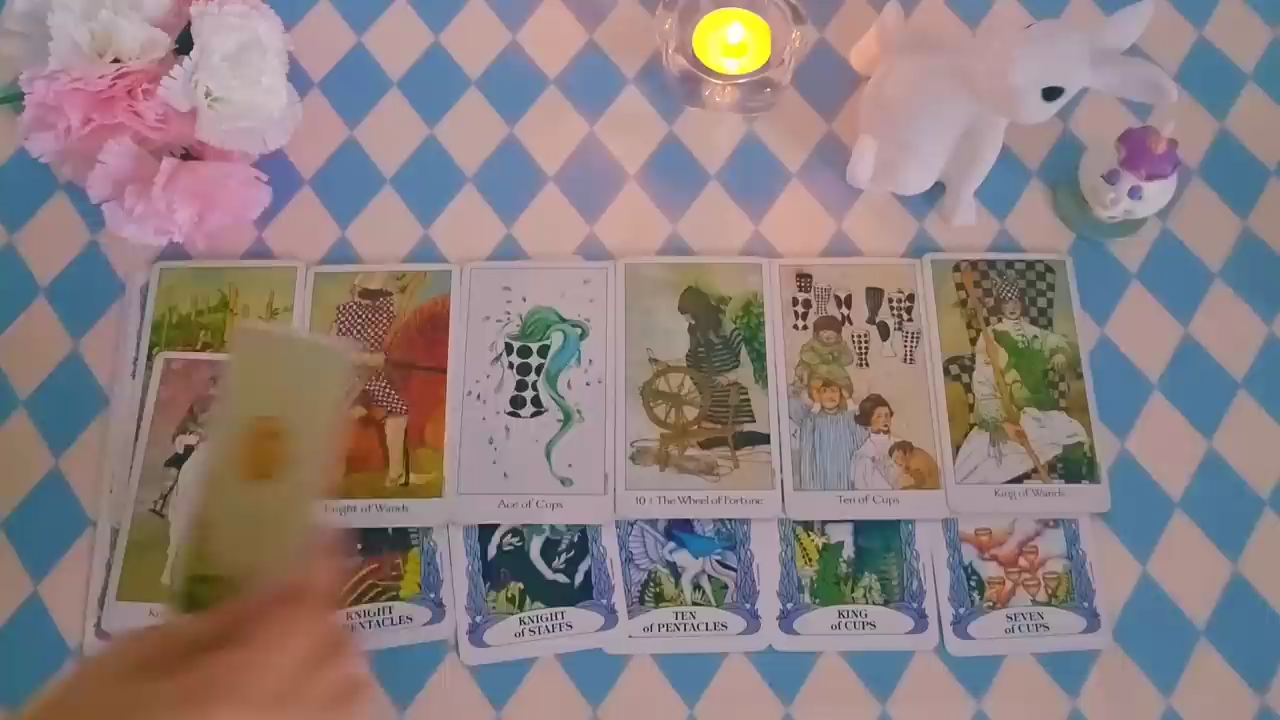 Knight of Wands
Ace of Cups
10 : The Wheel of Fortune
Ten of Cups
King of Wands
KNIGHT
PENTACLES
KNIGHT
of STAFFS
TEN
of PENTACLES
KING
of CUPS
SEVEN
of CUPS